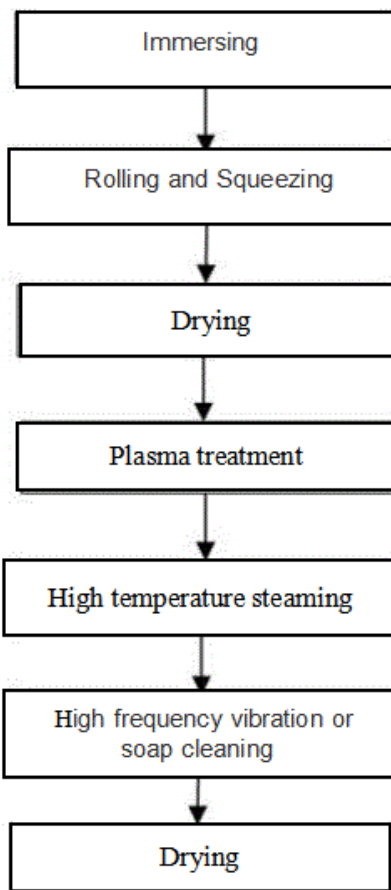 Immersing
Rolling and Squeezing
Drying
Plasma treatment
High temperature steaming
High frequency vibration or
soap cleaning
Drying